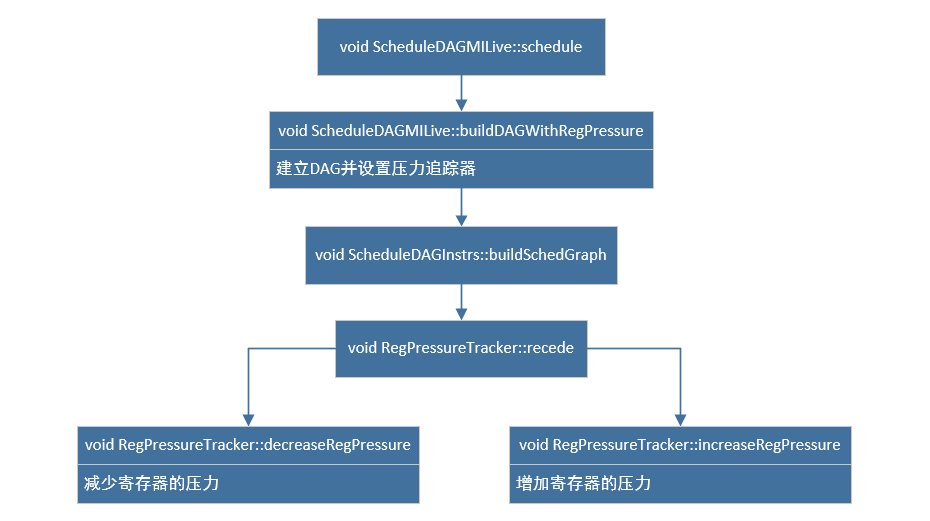 void ScheduleDAGMILive::schedule
void ScheduleDAGMILive::buildDAGWithRegPressure
建立DAG并设置压力追踪器
void ScheduleDAGInstrs::buildSchedGraph
void RegPressureTracker::recede
void RegPressureTracker::decreaseRegPressure
减少寄存器的压力
void RegPressureTracker::increaseRegPressure
增加寄存器的压力